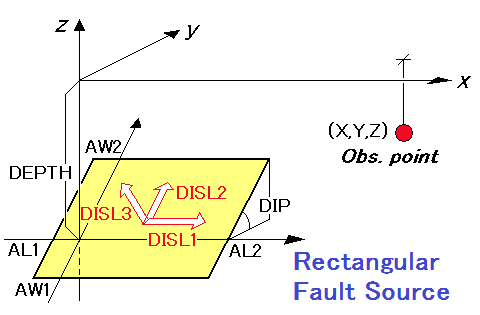 z
y
x
(X,Y,Z)
Obs. point
AW2
DEPTH
DISL2
DISL3
DISL1
DIP
AL1
AL2
AW1
Rectangular
Fault Source